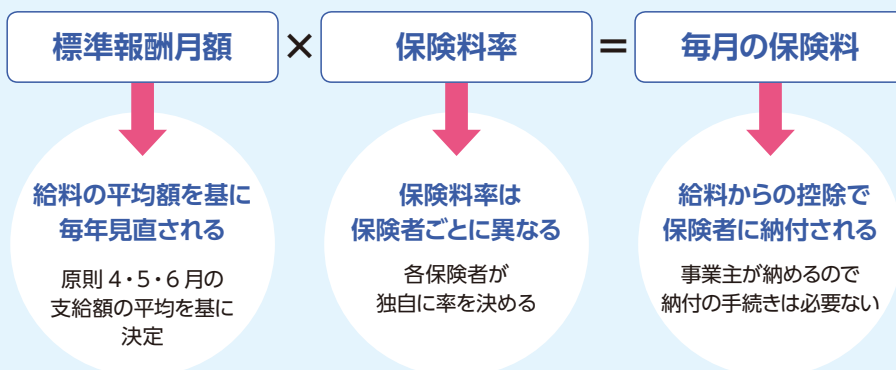 標準報酬月額 × 保険料率 = 毎月の保険料
給料の平均額を基に
毎年見直される
原則4・5・6月の
支給額の平均を基に
決定
保険料率は
保険者ごとに異なる
各保険者が
独自に率を決める
給料からの控除で
保険者に納付される
事業主が納めるので
納付の手続きは必要ない